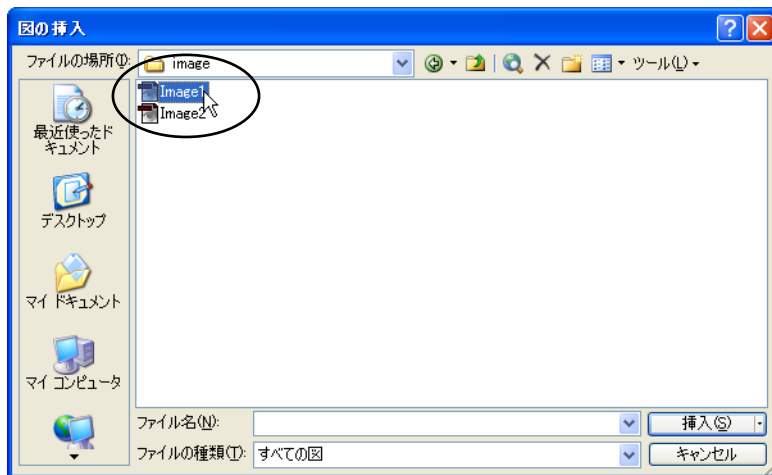 図の挿入
ファイルの場所(I):
image
ツール(L)
Image1
Image2
最近使ったド
キュメント
デスクトップ
マイ ドキュメント
マイ コンピュータ
ファイル名(N):
挿入(S)
ファイルの種類(T):
すべての図
キャンセル